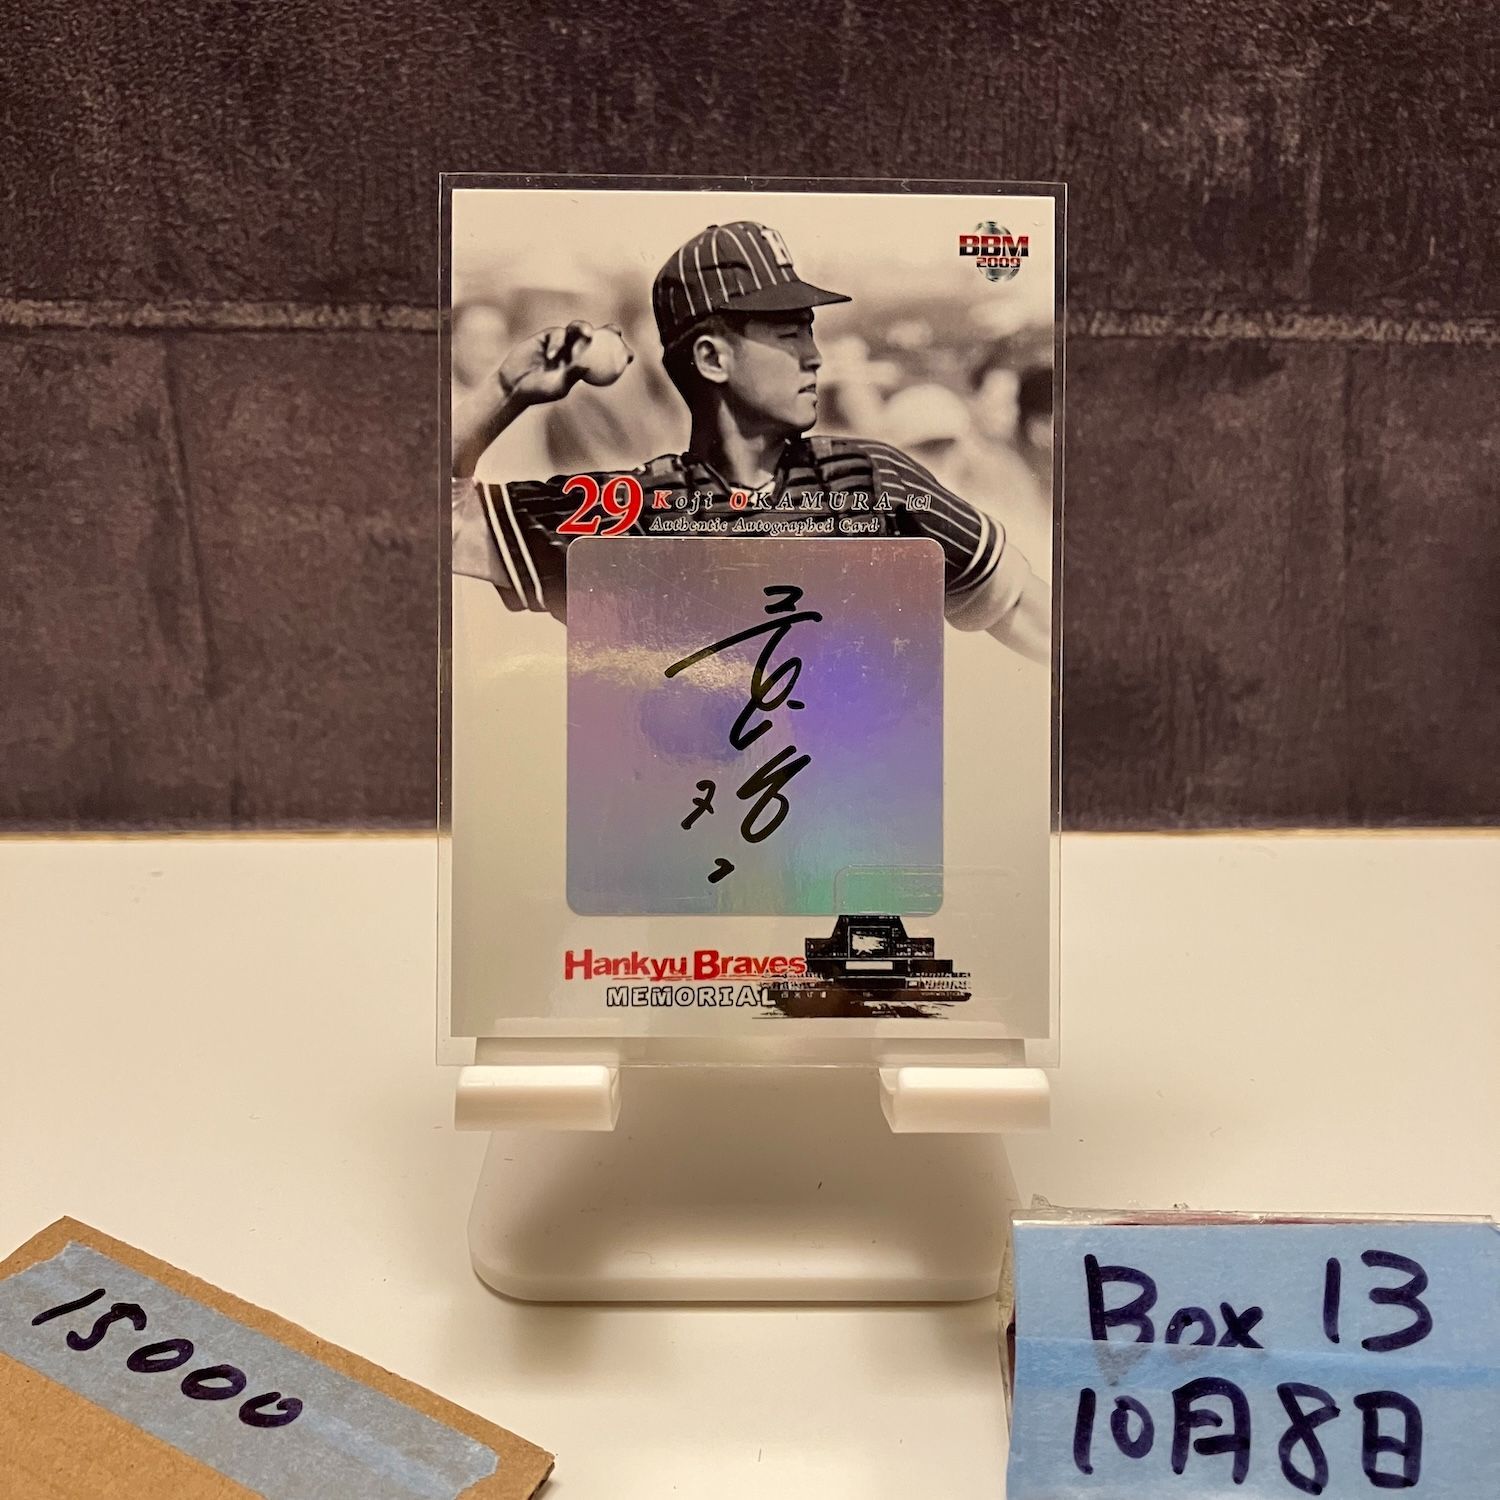 BBM
2009
H
29 Koji OKAMURA [C]
Authentic Autographed Card
Hankyu Braves
MEMORIAL
15000
Box 13
10月8日